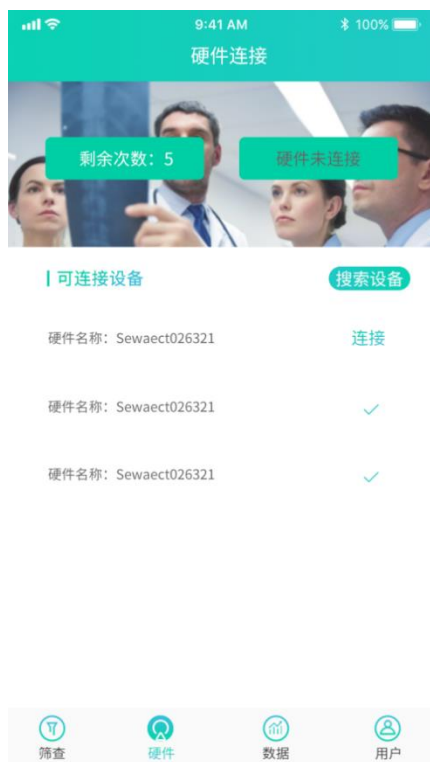 9:41 AM
100%
硬件连接
剩余次数：5
硬件未连接
可连接设备
搜索设备
硬件名称：Sewaect026321
连接
硬件名称：Sewaect026321
硬件名称：Sewaect026321
筛查
硬件
数据
用户